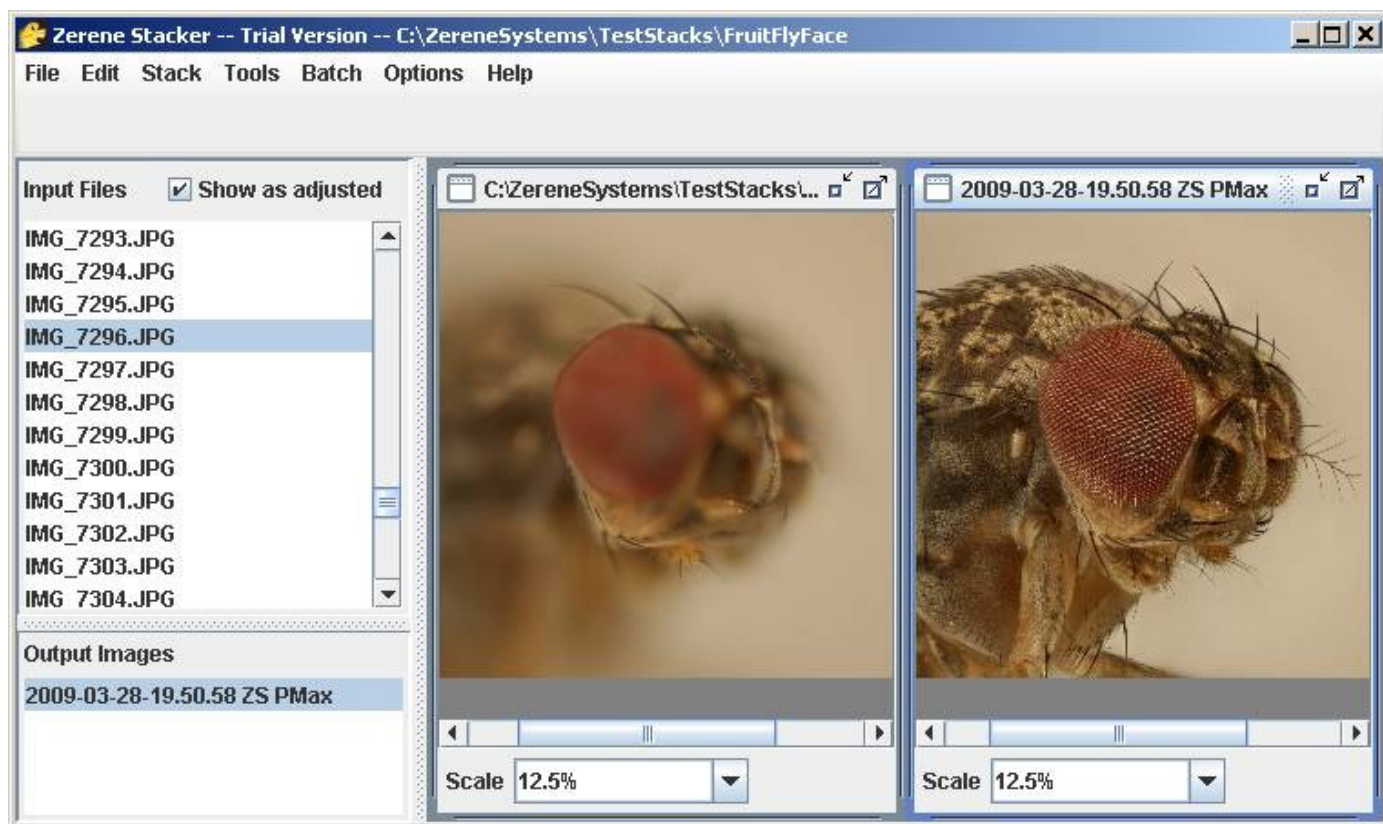 Zerene Stacker -- Trial Version -- C:\ZereneSystems\TestStacks\FruitFlyFace
File Edit Stack Tools Batch Options Help
Input Files Show as adjusted
IMG_7293.JPG
IMG_7294.JPG
IMG_7295.JPG
IMG_7296.JPG
IMG_7297.JPG
IMG_7298.JPG
IMG_7299.JPG
IMG_7300.JPG
IMG_7301.JPG
IMG_7302.JPG
IMG_7303.JPG
IMG_7304.JPG
Output Images
2009-03-28-19.50.58 ZS PMax
C:\ZereneSystems\TestStacks\...
Scale 12.5%
2009-03-28-19.50.58 ZS PMax
Scale 12.5%